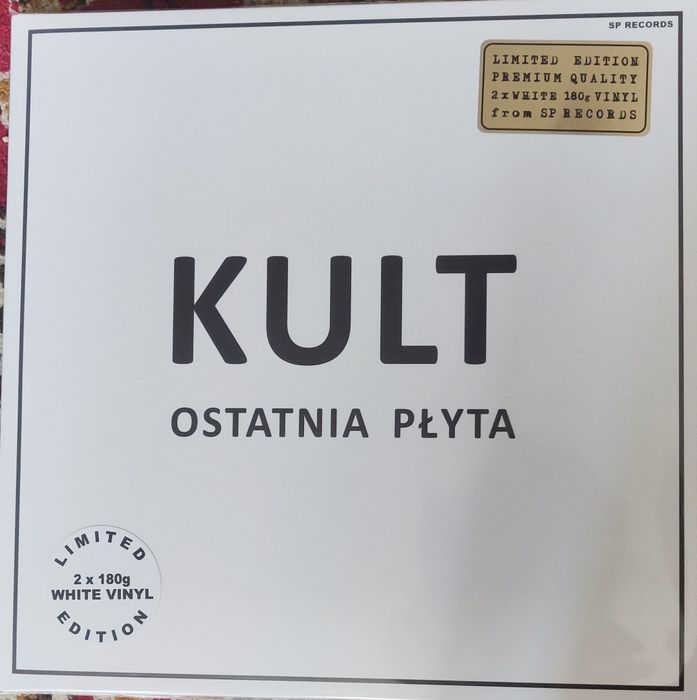 SP RECORDS
LIMITED EDITION
PREMIUM QUALITY
2xWHITE 180g VINYL
from SP RECORDS
KULT
OSTATNIA PŁYTA
LIMITED
2 x 180g
WHITE VINYL
EDITION